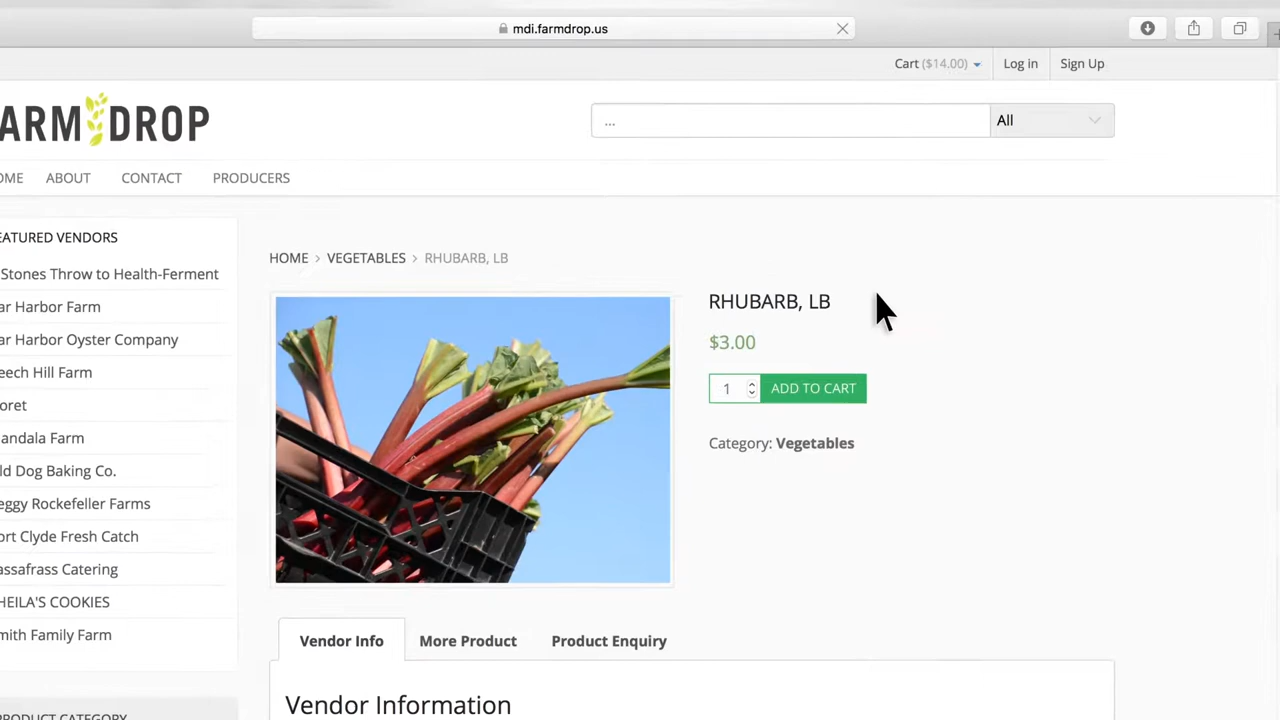 mdi.farmdrop.us
Cart ($14.00) Log in Sign Up
ARM DROP
... All
OME ABOUT CONTACT PRODUCERS
EATURED VENDORS
Stones Throw to Health-Ferment
ar Harbor Farm
ar Harbor Oyster Company
eech Hill Farm
oret
andala Farm
ld Dog Baking Co.
eggy Rockefeller Farms
ort Clyde Fresh Catch
assafrass Catering
HEILA'S COOKIES
mith Family Farm
PRODUCT CATEGORY
HOME > VEGETABLES > RHUBARB, LB
RHUBARB, LB
$3.00
1 ADD TO CART
Category: Vegetables
Vendor Info More Product Product Enquiry
Vendor Information